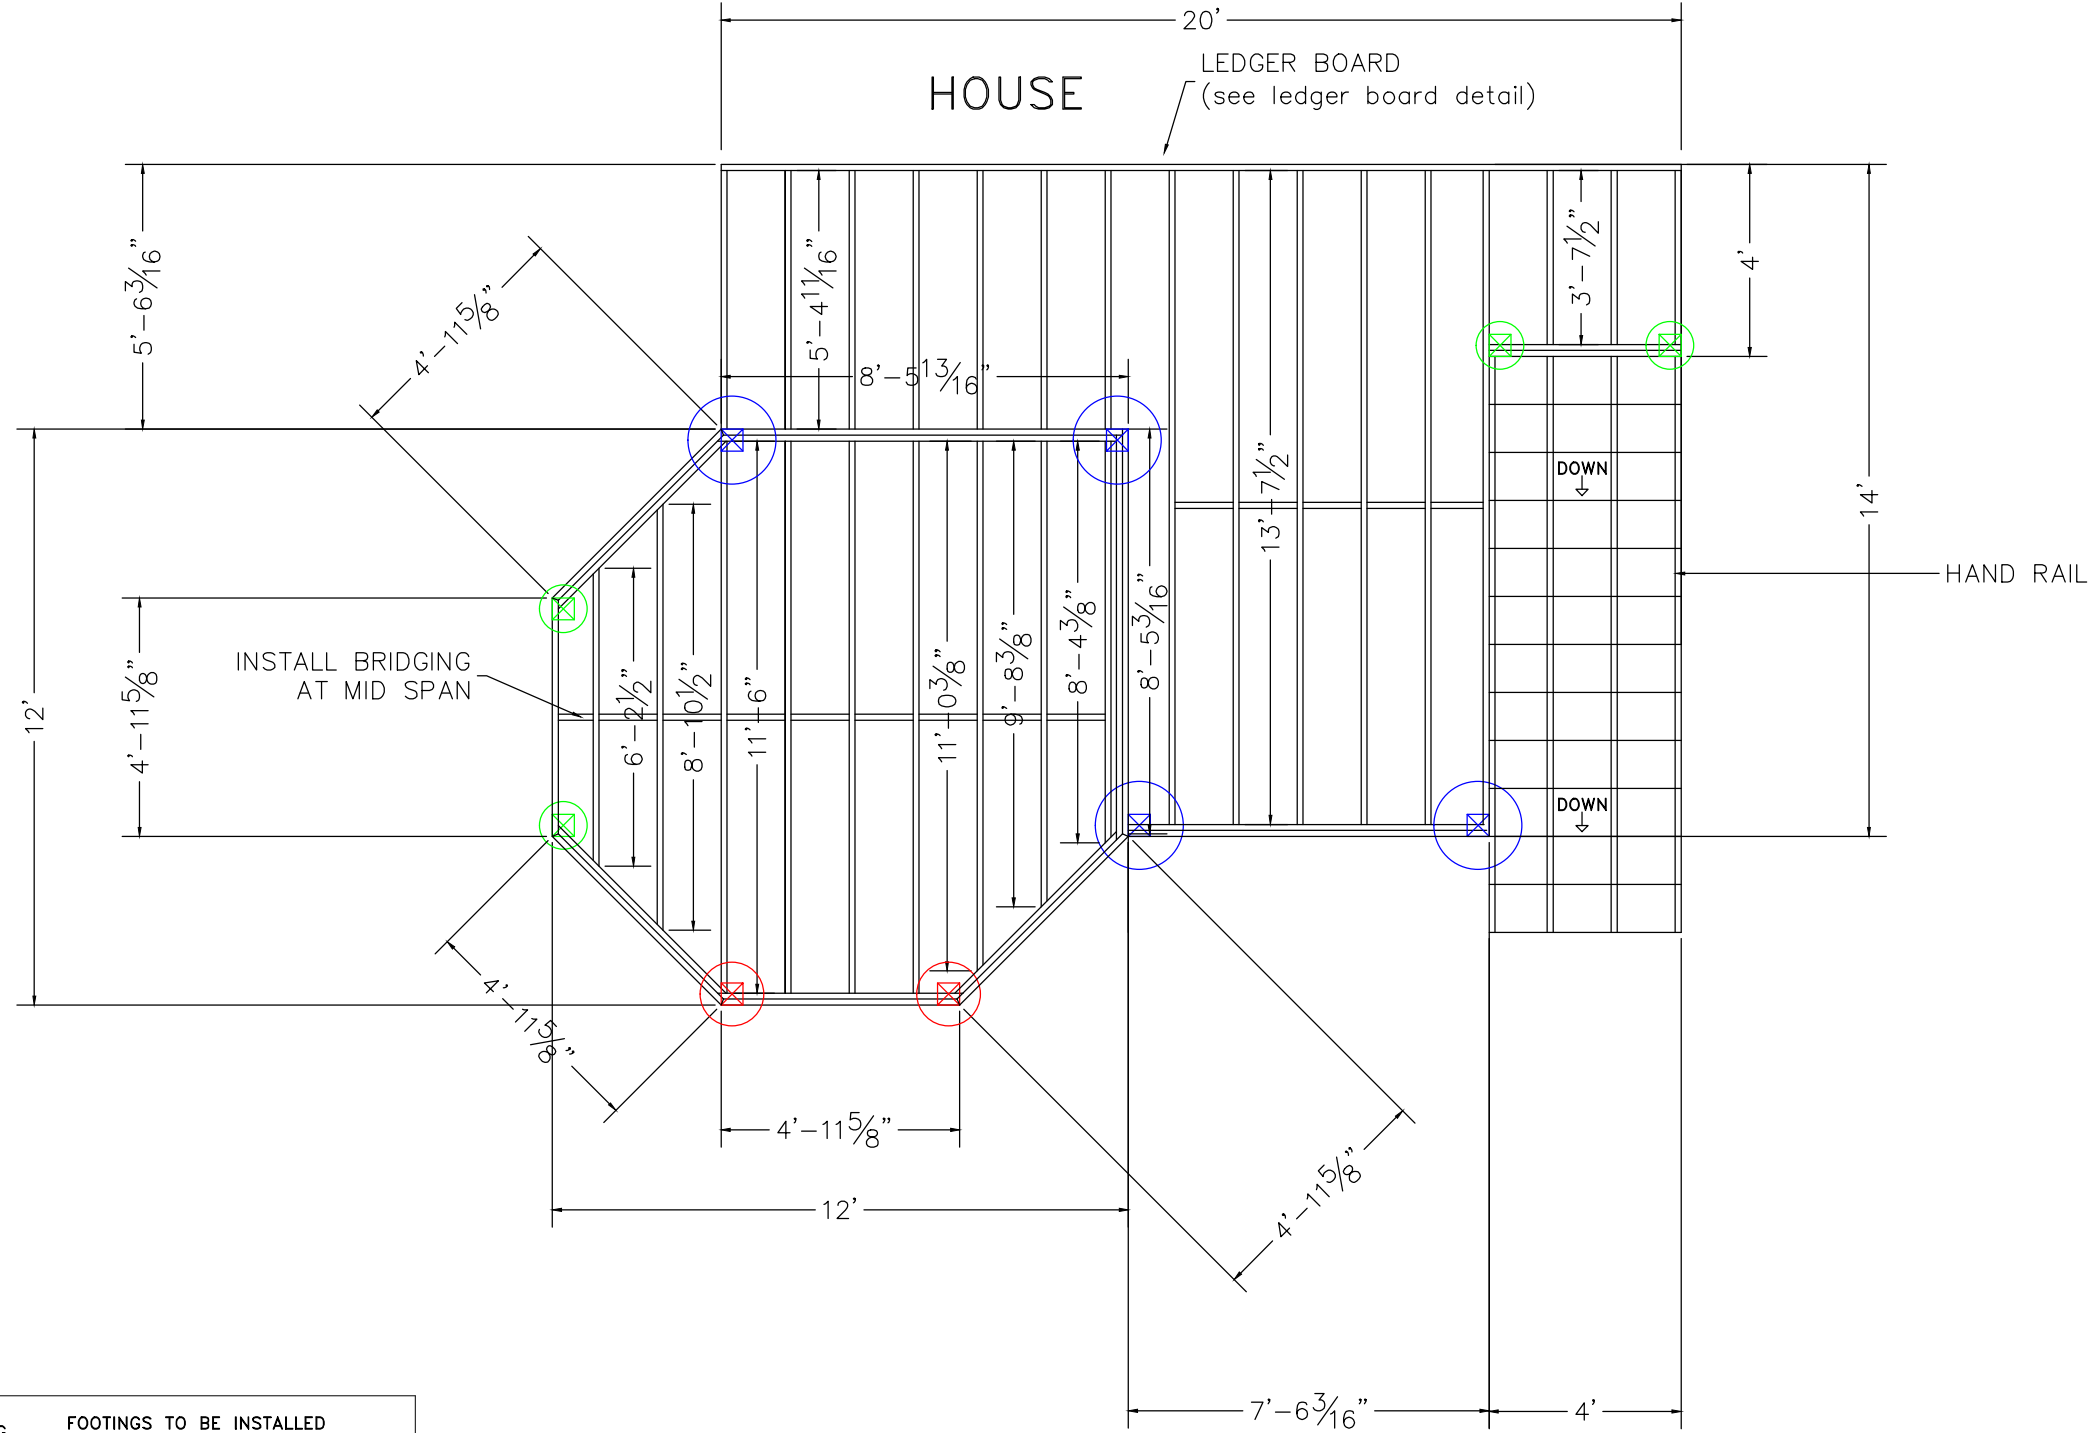 20'
LEDGER BOARD
(see ledger board detail)
HOUSE
5'-6 3/16"
4'-11 5/8"
5'-4 11/16"
8'-5 13/16"
13'-7 1/2"
3'-7 1/2"
4'
14'
DOWN
HAND RAIL
12'
4'-11 5/8"
INSTALL BRIDGING
AT MID SPAN
6'-2 1/2"
8'-10 1/2"
11'-6"
11'-0 3/8"
9'-8 3/8"
8'-4 3/8"
8'-5 3/16"
DOWN
4'-11 5/8"
4'-11 5/8"
4'-11 5/8"
12'
7'-6 3/16"
4'
FOOTINGS TO BE INSTALLED